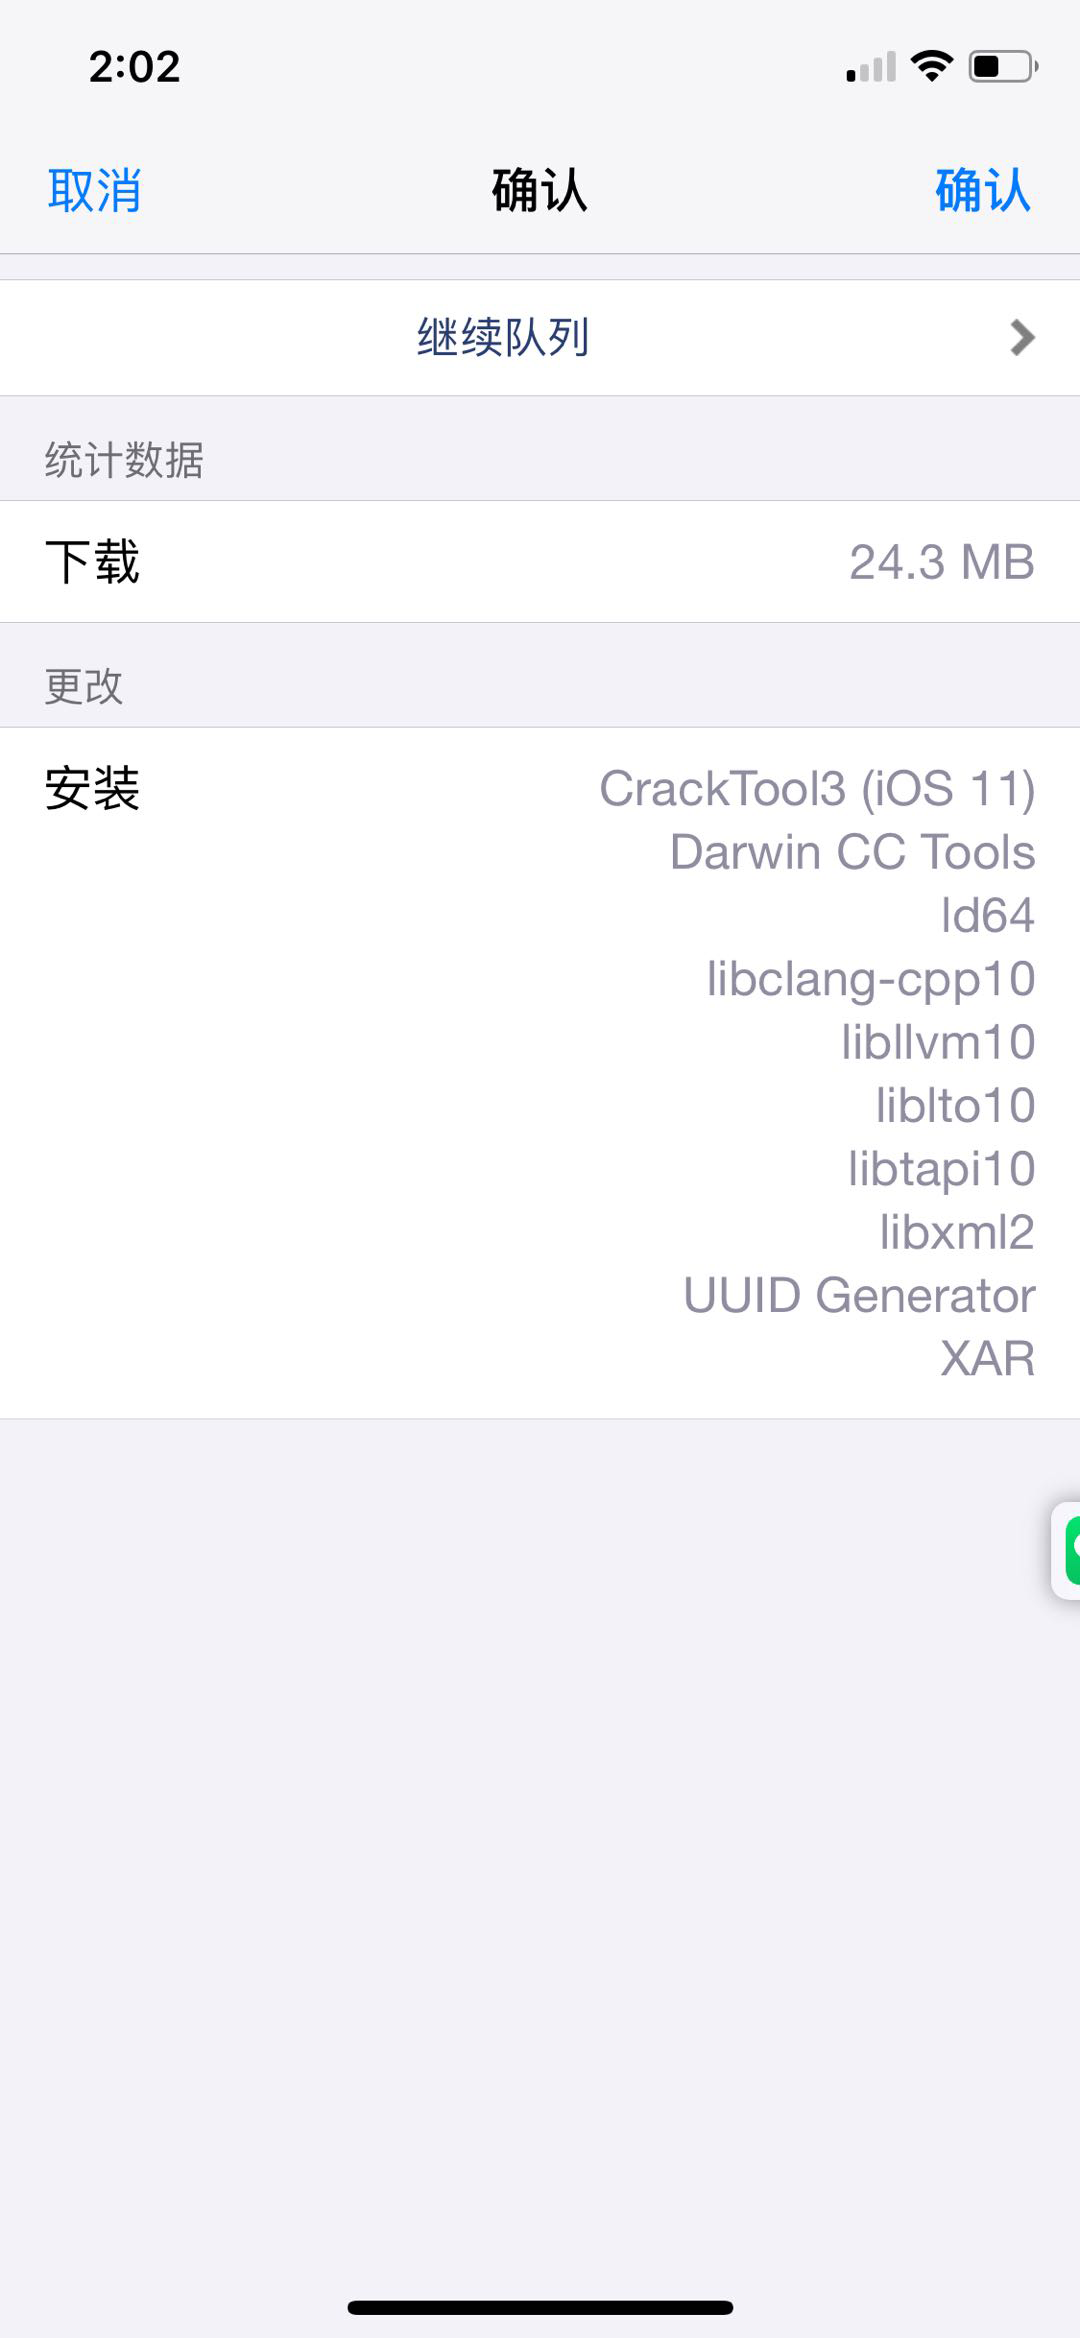 2:02
取消
确认
确认
继续队列
统计数据
下载
24.3 MB
更改
安装
CrackTool3 (iOS 11)
Darwin CC Tools
ld64
libclang-cpp10
libllvm10
liblto10
libtapi10
libxml2
UUID Generator
XAR